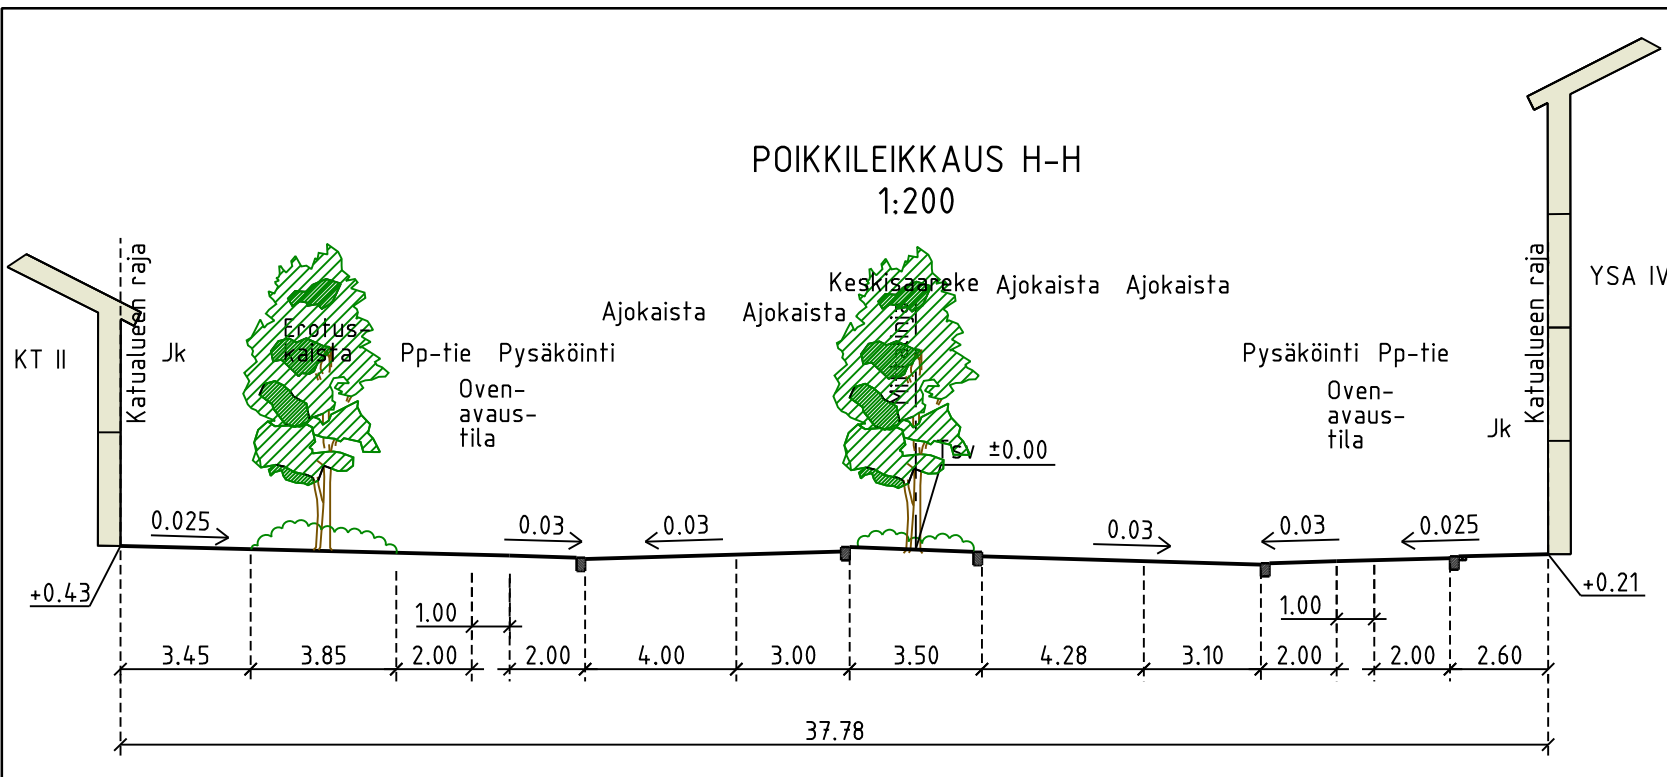 POIKKILEIKKAUS H-H
1:200
Katualueen raja
Katualueen raja
YSA IV
KT II
Jk
Erotus-
kaista
Pp-tie
Pysäköinti
Oven-
avaus-
tila
Ajokaista
Ajokaista
Keskisaareke
Ajokaista
Ajokaista
Pysäköinti
Pp-tie
Oven-
avaus-
tila
Jk
Tsv ±0.00
0.025
0.03
0.03
0.03
0.03
0.025
+0.43
+0.21
1.00
1.00
3.45
3.85
2.00
2.00
4.00
3.00
3.50
4.28
3.10
2.00
2.00
2.60
37.78